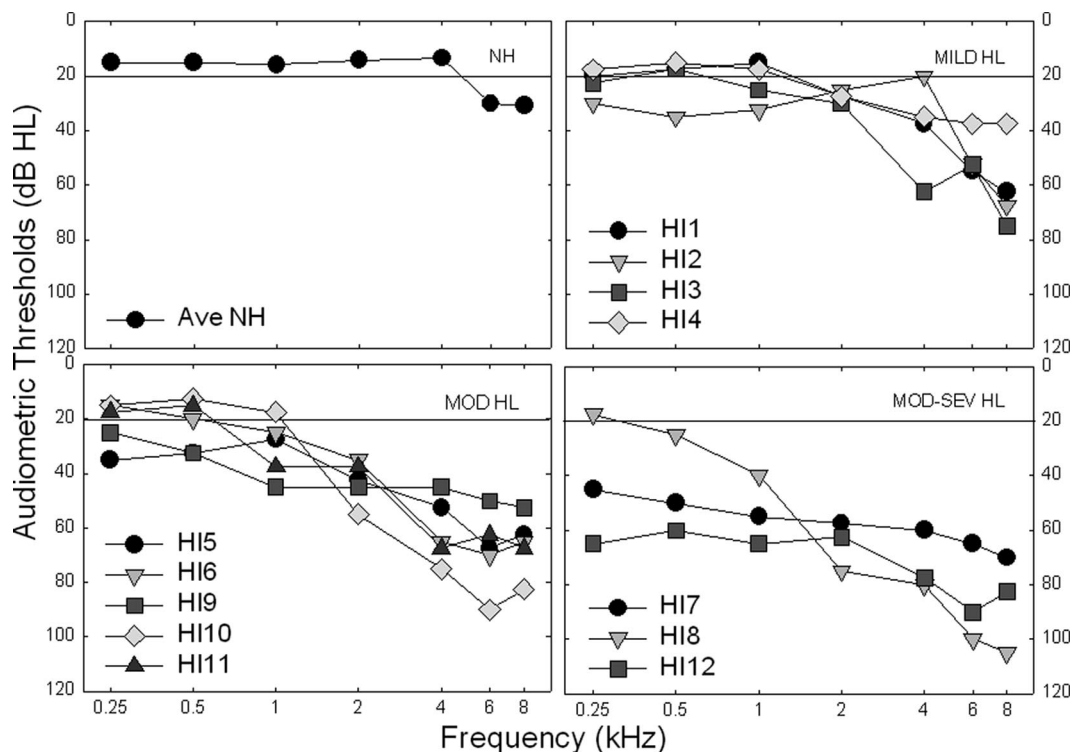 Audiometric Thresholds (dB HL)
0
20
40
60
80
100
120
NH
Ave NH
MILD HL
HI1
HI2
HI3
HI4
0
20
40
60
80
100
120
0
20
40
60
80
100
120
MOD HL
HI5
HI6
HI9
HI10
HI11
MOD-SEV HL
HI7
HI8
HI12
0
20
40
60
80
100
120
0.25 0.5 1 2 4 6 8
0.25 0.5 1 2 4 6 8
Frequency (kHz)